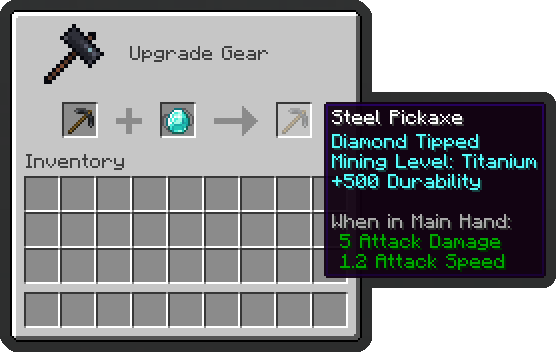 Upgrade Gear
Inventory
Steel Pickaxe
Diamond Tipped
Mining Level: Titanium
+500 Durability
When in Main Hand:
5 Attack Damage
1.2 Attack Speed